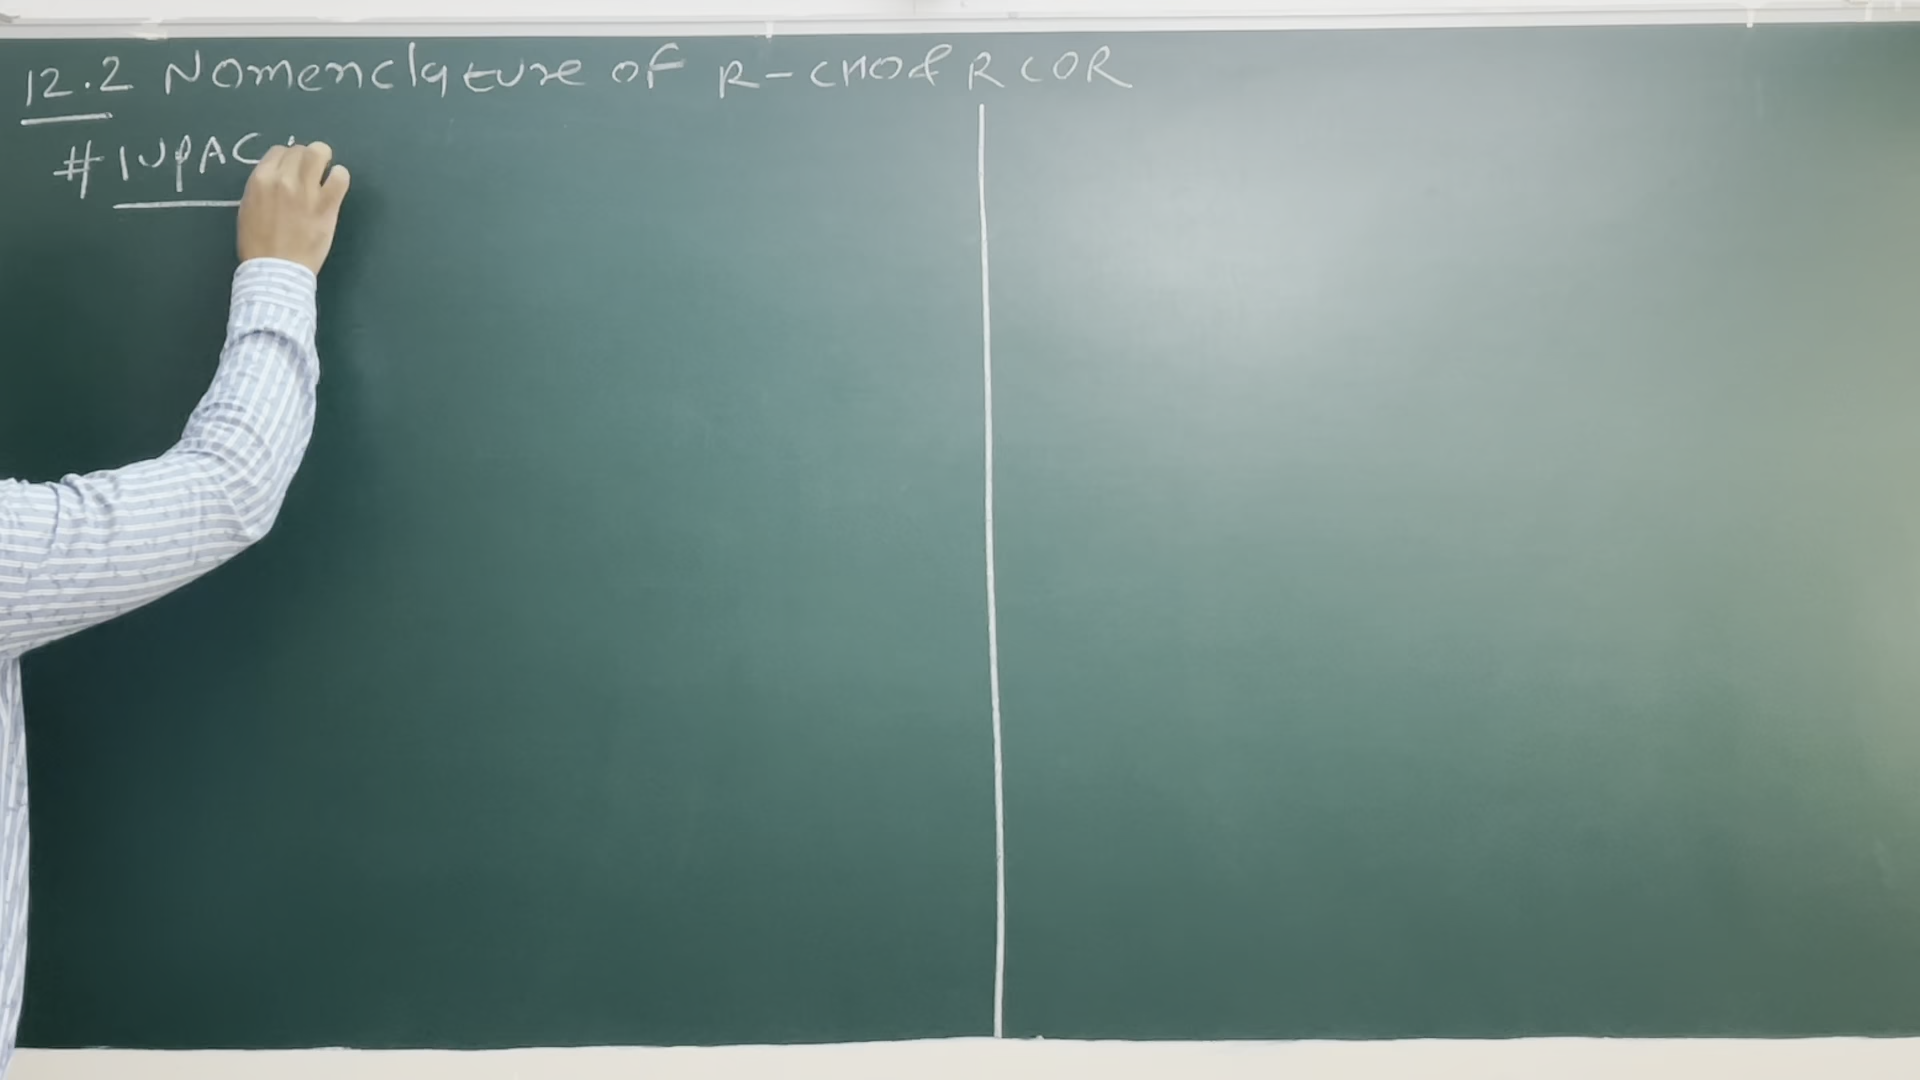 12.2 Nomenclature of R-CHO & RCOR
# IUPAC